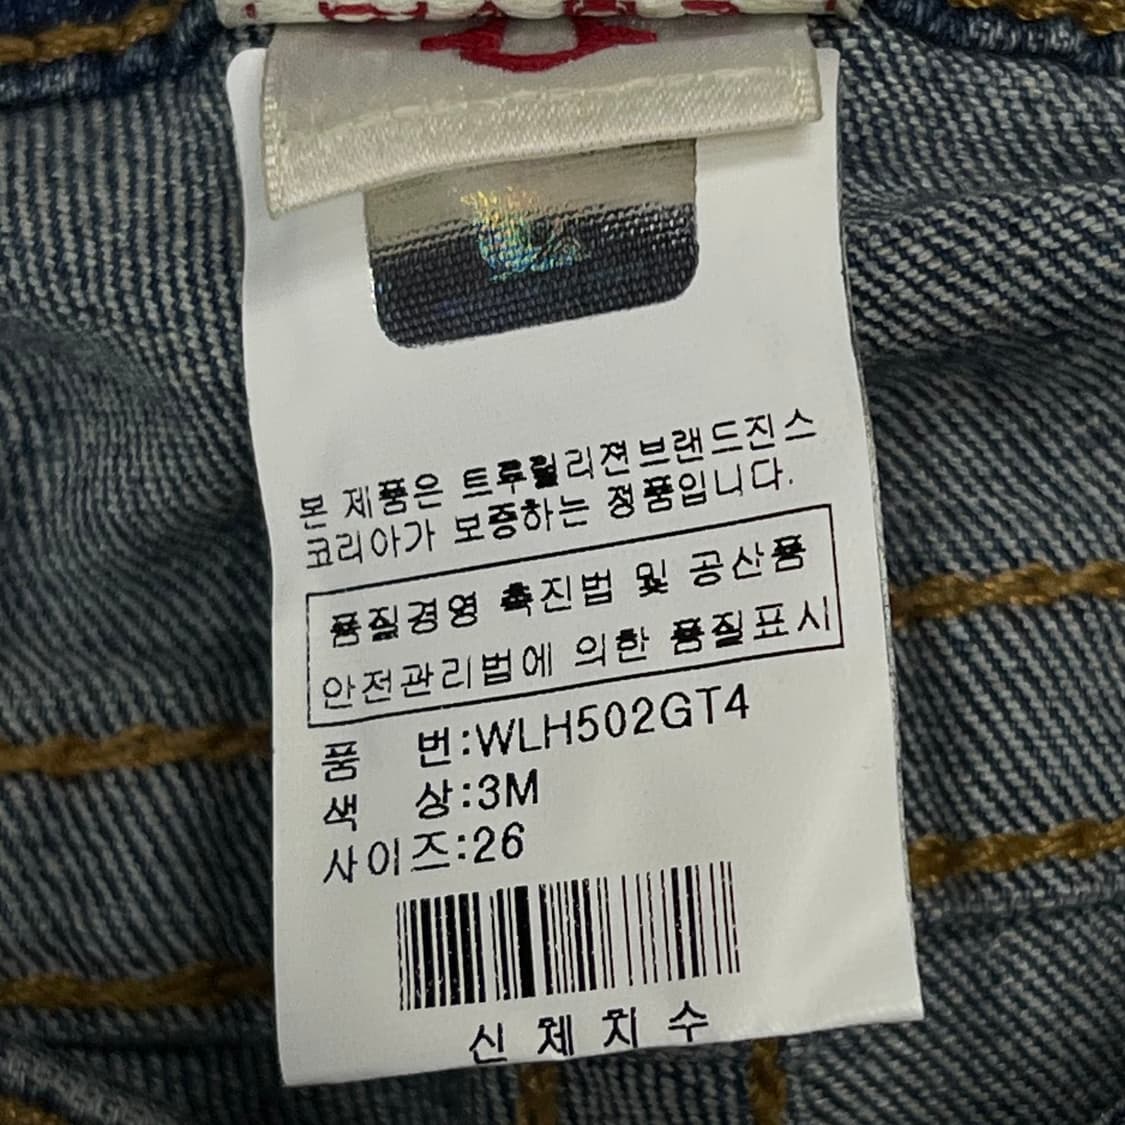 본 제품은 트루릴리젼브랜드진스
코리아가 보증하는 정품입니다.
품질경영 촉진법 및 공산품
안전관리법에 의한 품질표시
품 번:WLH502GT4
색 상:3M
사이즈:26
신체치수